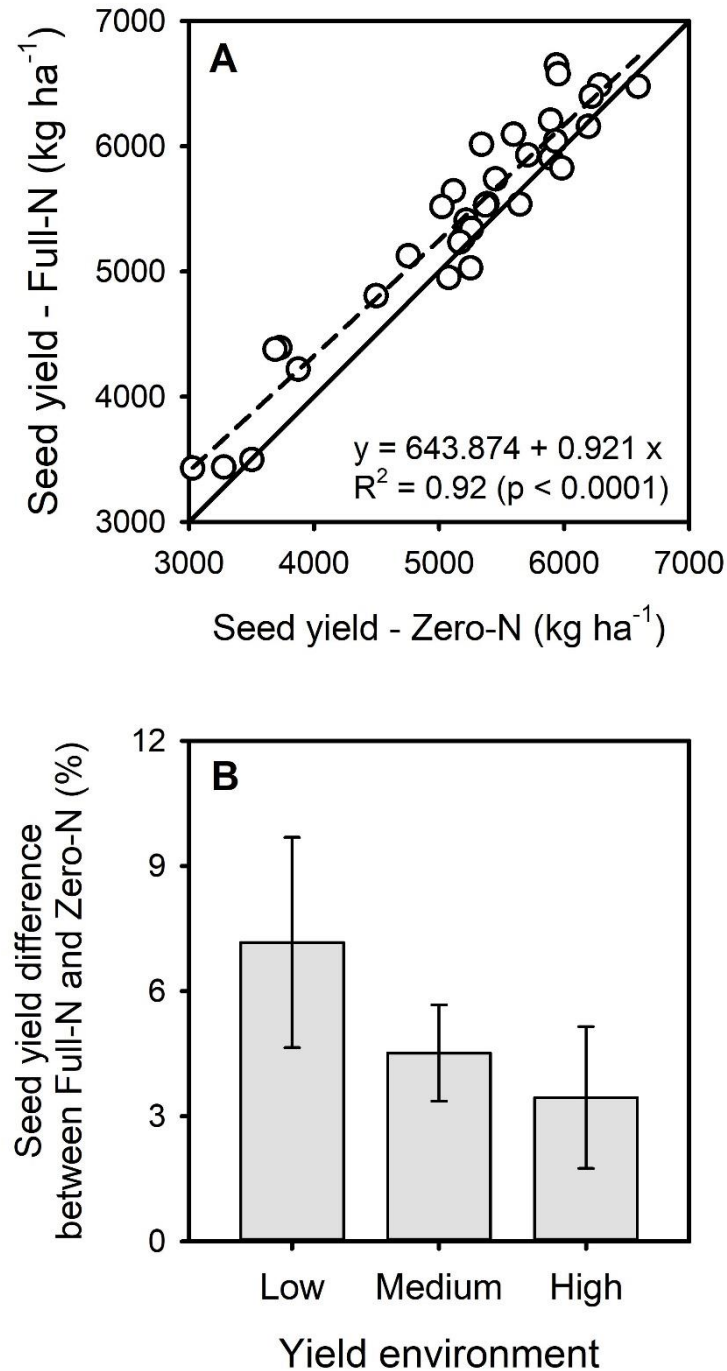 A
7000
6000
5000
4000
3000
Seed yield - Full-N (kg ha⁻¹)
y = 643.874 + 0.921 x
R² = 0.92 (p < 0.0001)
3000 4000 5000 6000 7000
Seed yield - Zero-N (kg ha⁻¹)
B
12
9
6
3
0
Seed yield difference
between Full-N and Zero-N (%)
Low Medium High
Yield environment